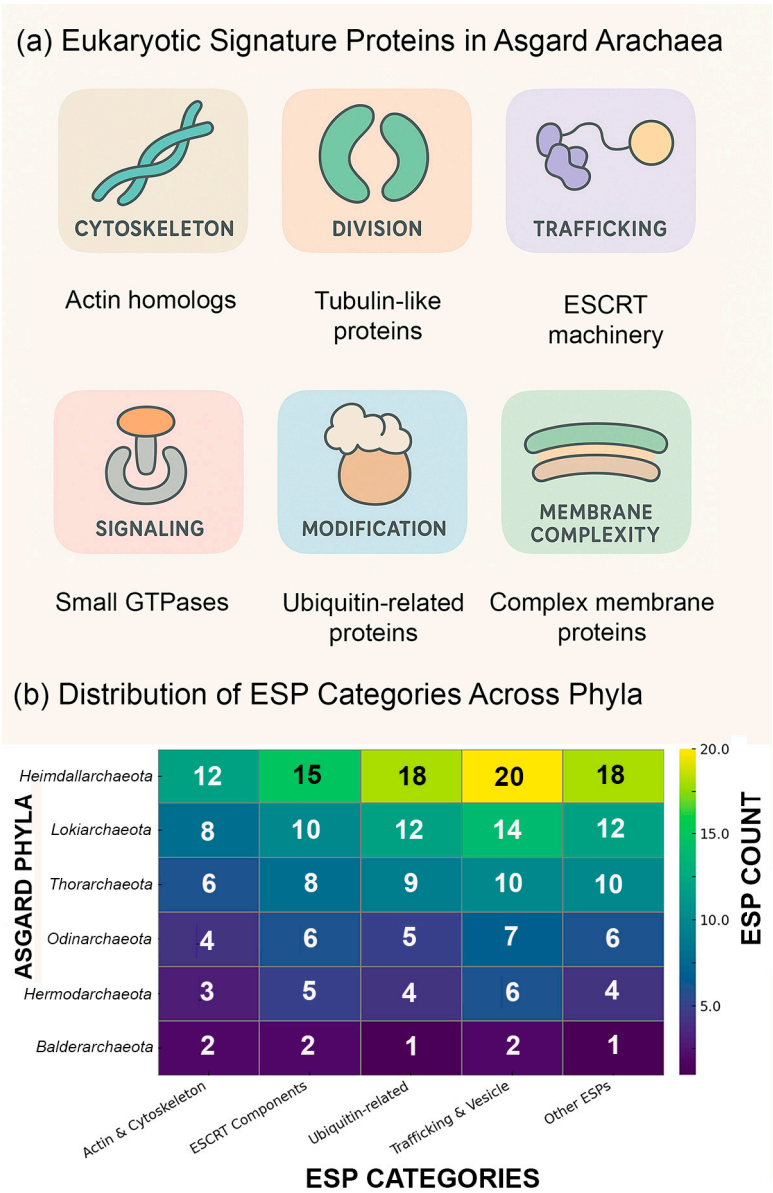 (a) Eukaryotic Signature Proteins in Asgard Arachaea
CYTOSKELETON
DIVISION
TRAFFICKING
Actin homologs
Tubulin-like
proteins
ESCRT
machinery
SIGNALING
MODIFICATION
MEMBRANE
COMPLEXITY
Small GTPases
Ubiquitin-related
proteins
Complex membrane
proteins
(b) Distribution of ESP Categories Across Phyla
ASGARD PHYLA
Heimdallarchaeota 12 15 18 20 18
Lokiarchaeota 8 10 12 14 12
Thorarchaeota 6 8 9 10 10
Odinarchaeota 4 6 5 7 6
Hermodarchaeota 3 5 4 6 4
Balderarchaeota 2 2 1 2 1
Actin & Cytoskeleton
ESCRT Components
Ubiquitin-related
Trafficking & Vesicle
Other ESPs
ESP CATEGORIES
20.0
15.0
10.0
5.0
ESP COUNT